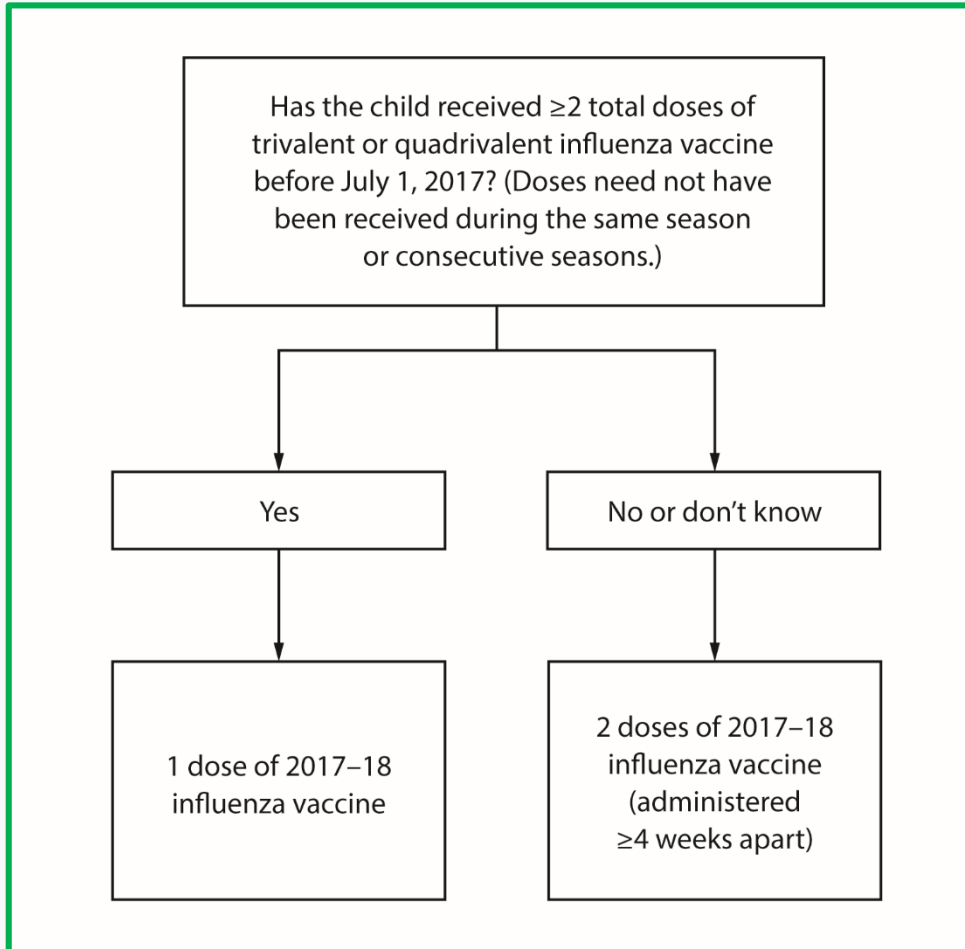 Has the child received ≥2 total doses of
trivalent or quadrivalent influenza vaccine
before July 1, 2017? (Doses need not have
been received during the same season
or consecutive seasons.)
Yes
No or don’t know
1 dose of 2017–18
influenza vaccine
2 doses of 2017–18
influenza vaccine
(administered
≥4 weeks apart)